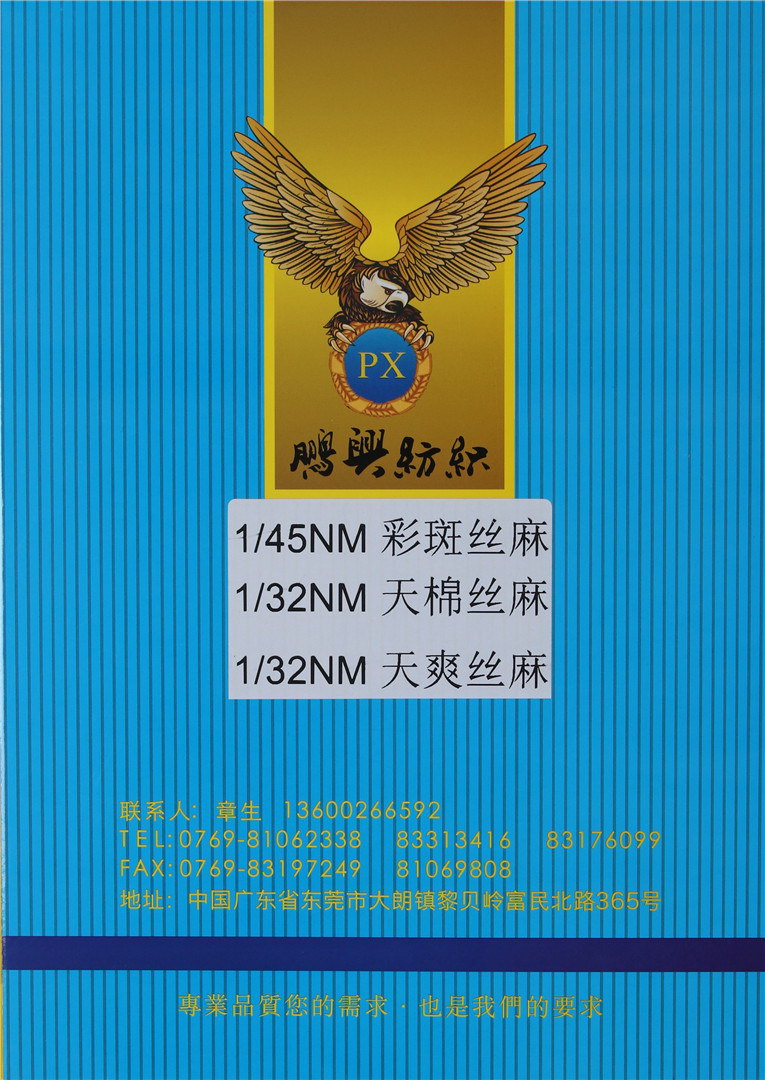 PX
鵬興紡織
1/45NM 彩斑丝麻
1/32NM 天棉丝麻
1/32NM 天爽丝麻
联系人: 章生 13600266592
TEL:0769-81062338 83313416 83176099
FAX:0769-83197249 81069808
地址: 中国广东省东莞市大朗镇黎贝岭富民北路365号
專業品質您的需求·也是我們的要求